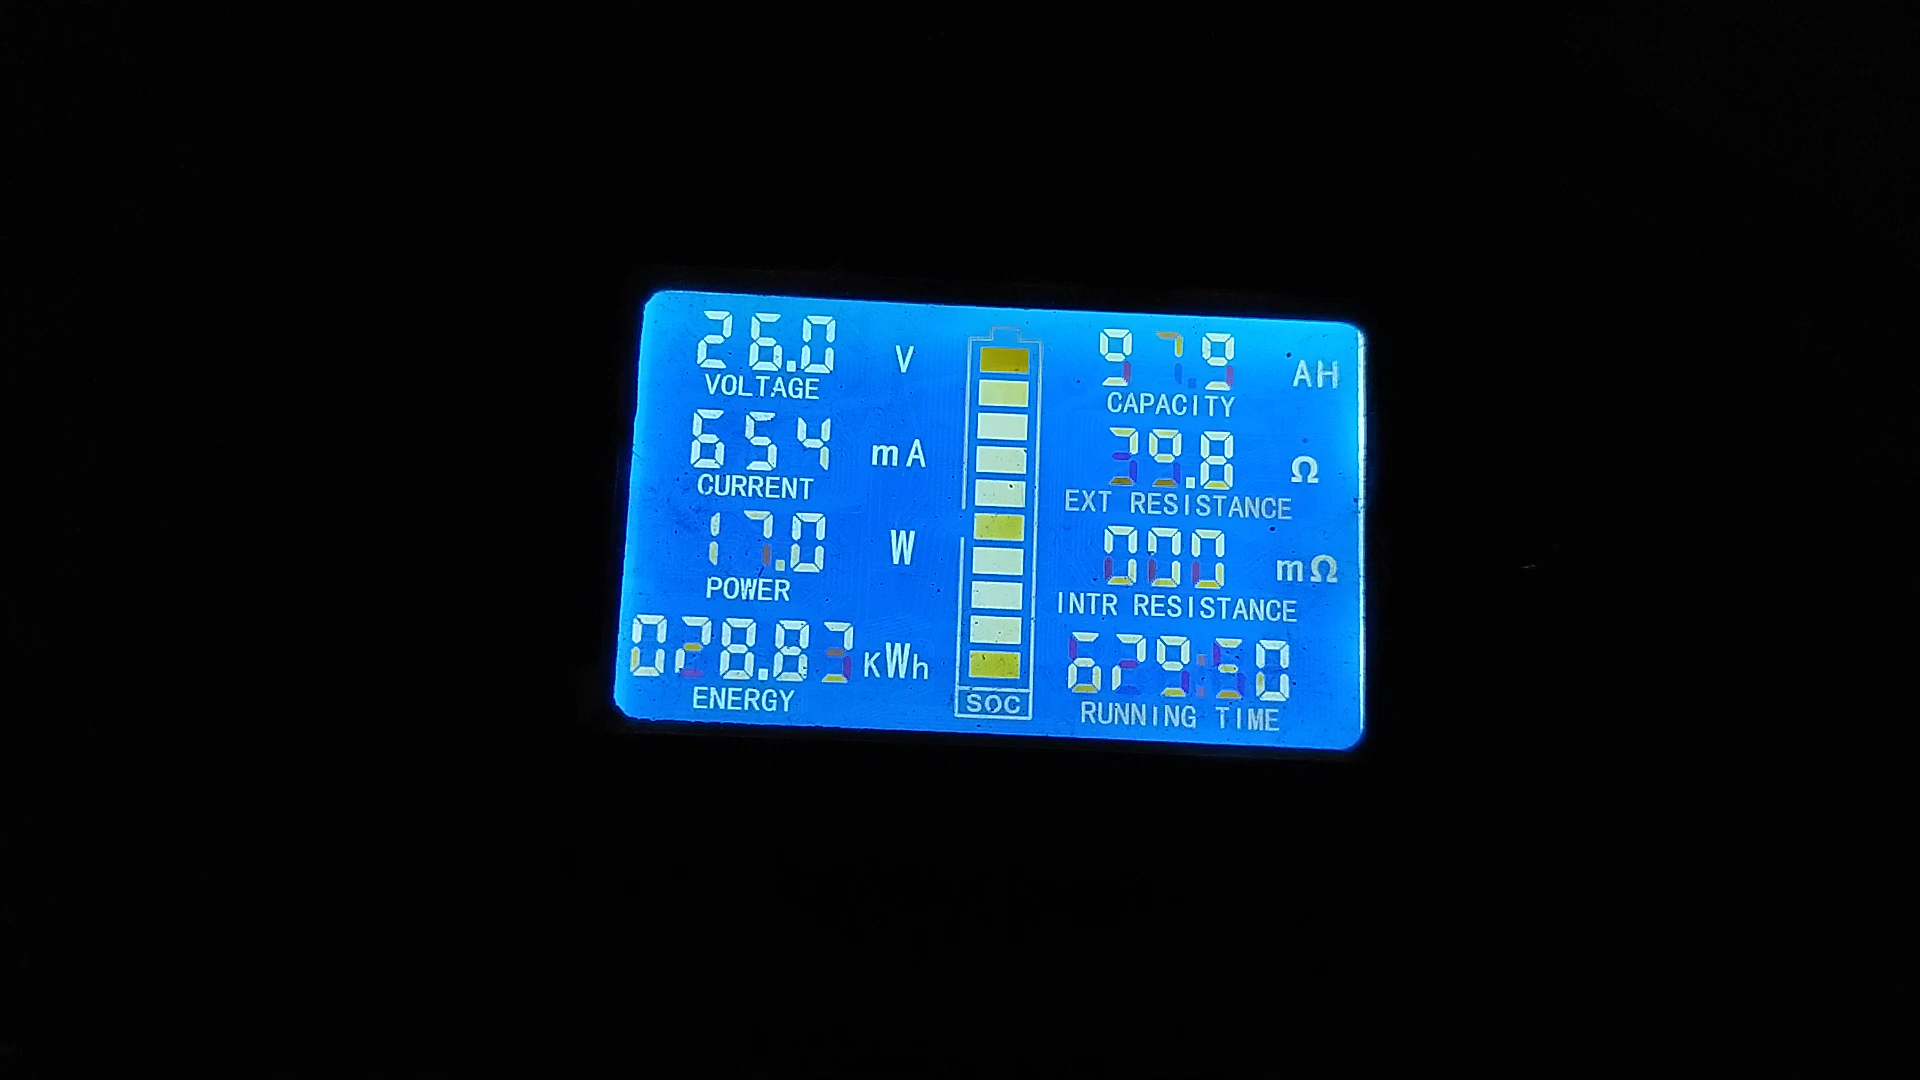 26.0 V
VOLTAGE
654 mA
CURRENT
17.0 W
POWER
028.83 KWh
ENERGY
SOC
97.9 AH
CAPACITY
39.8 Ω
EXT RESISTANCE
000 mΩ
INTR RESISTANCE
629:50
RUNNING TIME